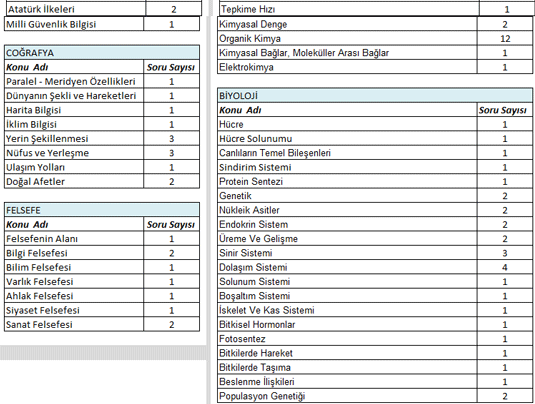 Atatürk İlkeleri 2
Milli Güvenlik Bilgisi 1
COĞRAFYA
Konu Adı Soru Sayısı
Paralel - Meridyen Özellikleri 1
Dünyanın Şekli ve Hareketleri 1
Harita Bilgisi 1
İklim Bilgisi 1
Yerin Şekillenmesi 3
Nüfus ve Yerleşme 3
Ulaşım Yolları 1
Doğal Afetler 2
FELSEFE
Konu Adı Soru Sayısı
Felsefenin Alanı 1
Bilgi Felsefesi 2
Bilim Felsefesi 1
Varlık Felsefesi 1
Ahlak Felsefesi 1
Siyaset Felsefesi 1
Sanat Felsefesi 2
Tepkime Hızı 1
Kimyasal Denge 2
Organik Kimya 12
Kimyasal Bağlar, Moleküller Arası Bağlar 1
Elektrokimya 1
BİYOLOJİ
Konu Adı Soru Sayısı
Hücre 1
Hücre Solunumu 1
Canlıların Temel Bileşenleri 1
Sindirim Sistemi 1
Protein Sentezi 1
Genetik 2
Nükleik Asitler 2
Endokrin Sistem 2
Üreme Ve Gelişme 2
Sinir Sistemi 3
Dolaşım Sistemi 4
Solunum Sistemi 1
Boşaltım Sistemi 1
İskelet Ve Kas Sistemi 1
Bitkisel Hormonlar 1
Fotosentez 1
Bitkilerde Hareket 1
Bitkilerde Taşıma 1
Beslenme İlişkileri 1
Populasyon Genetiği 2